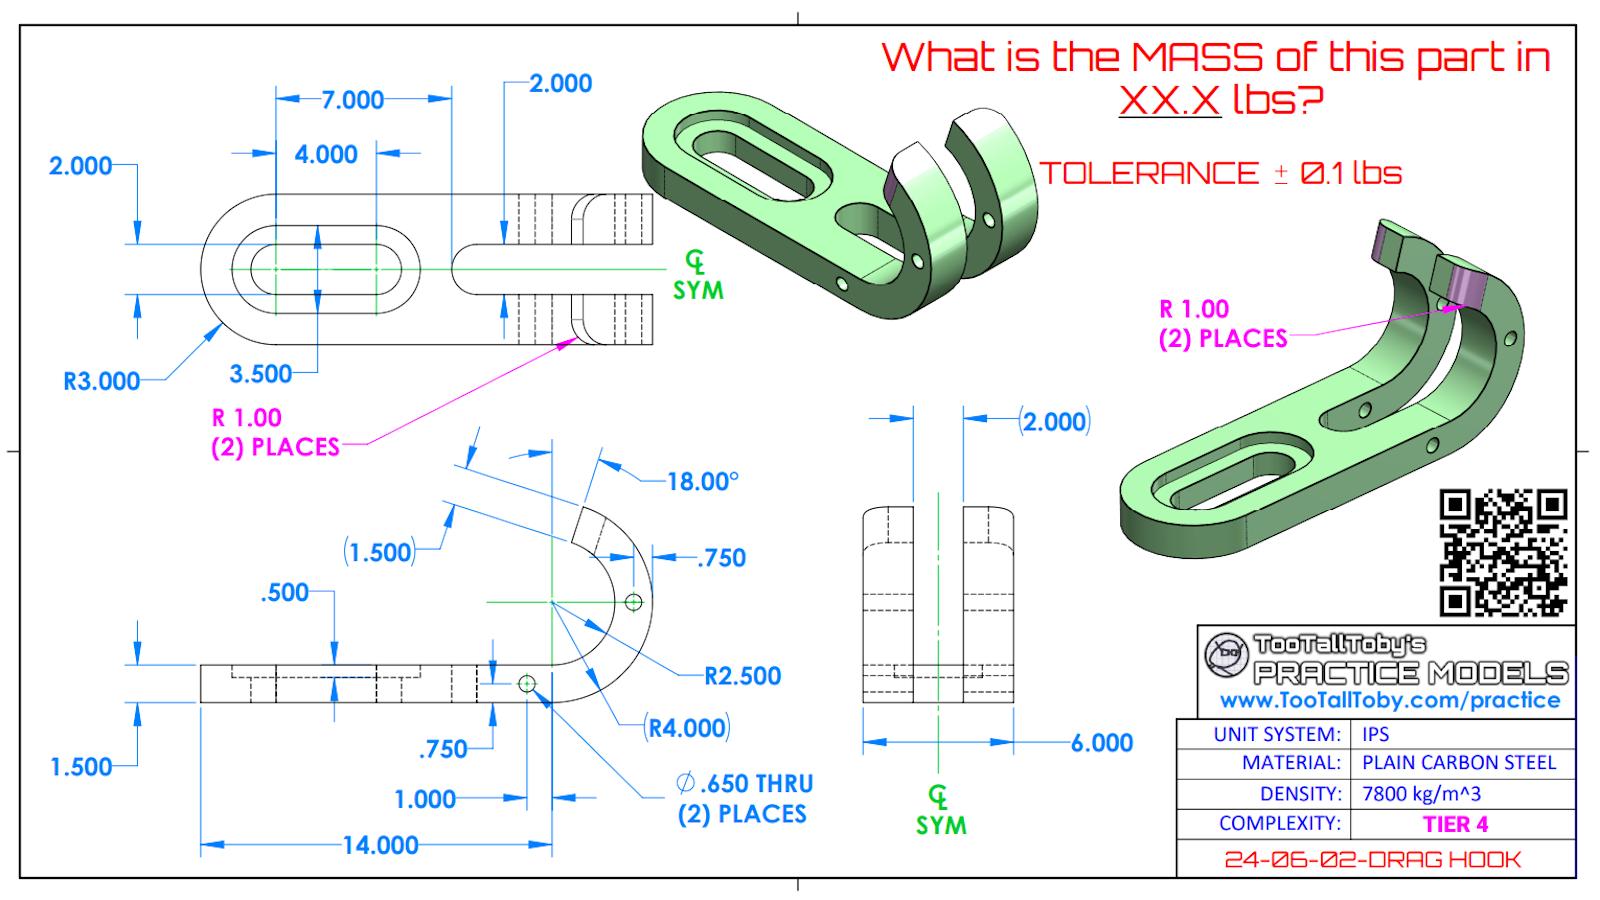 What is the MASS of this part in
XX.X lbs?
TOLERANCE ± 0.1 lbs
7.000
2.000
4.000
2.000
℄
SYM
R3.000
3.500
R 1.00
(2) PLACES
R 1.00
(2) PLACES
18.00°
(1.500)
.750
.500
R2.500
(R4.000)
.750
1.500
1.000
Ø .650 THRU
(2) PLACES
14.000
(2.000)
6.000
℄
SYM
TooTallToby's
PRACTICE MODELS
www.TooTallToby.com/practice
UNIT SYSTEM: IPS
MATERIAL: PLAIN CARBON STEEL
DENSITY: 7800 kg/m^3
COMPLEXITY: TIER 4
24-06-02-DRAG HOOK